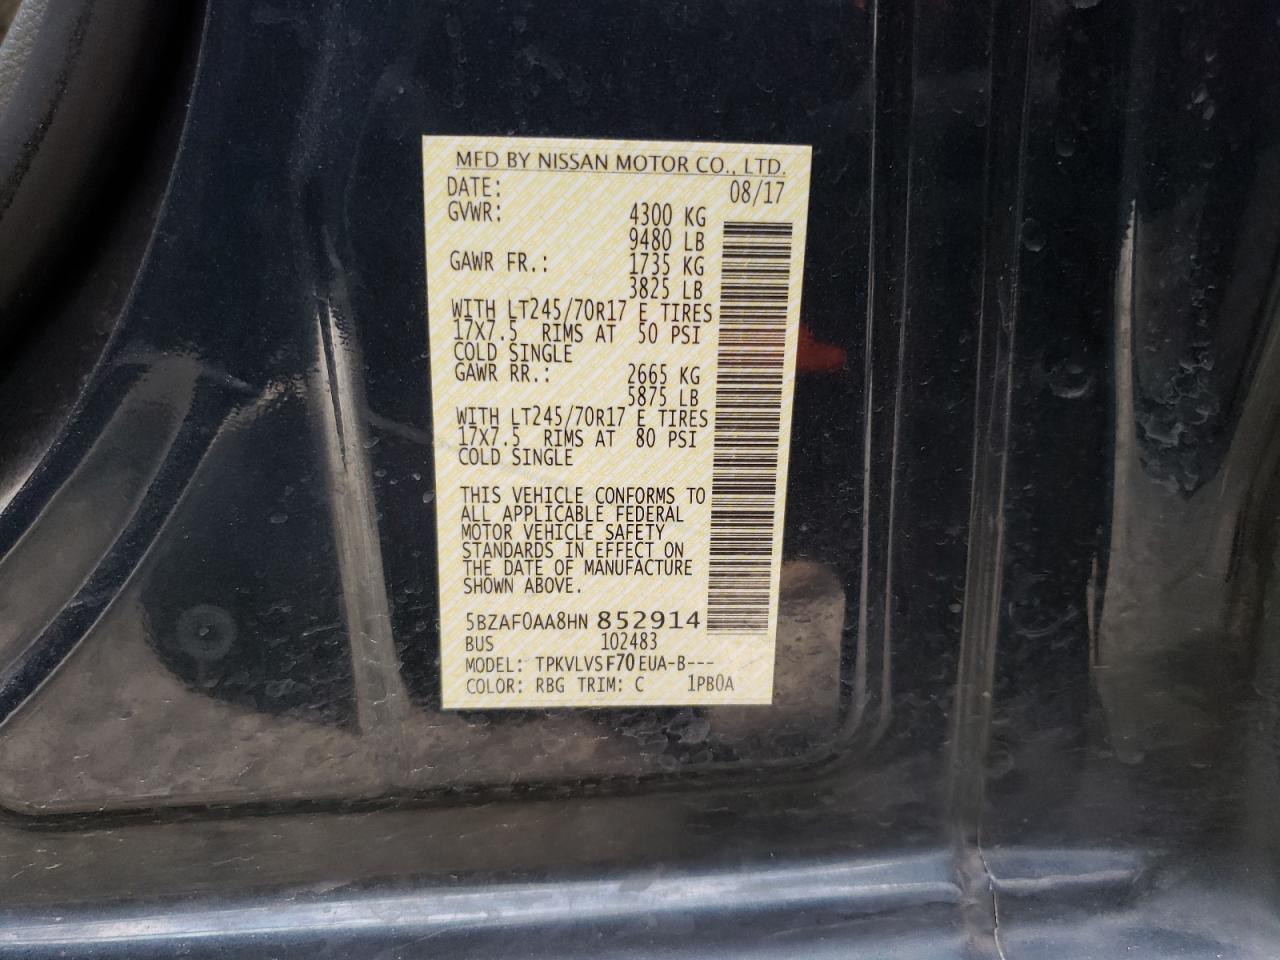 MFD BY NISSAN MOTOR CO., LTD.
DATE: 08/17
GVWR: 4300 KG
9480 LB
GAWR FR.: 1735 KG
3825 LB
WITH LT245/70R17 E TIRES
17X7.5 RIMS AT 50 PSI
COLD SINGLE
GAWR RR.: 2665 KG
5875 LB
WITH LT245/70R17 E TIRES
17X7.5 RIMS AT 80 PSI
COLD SINGLE
THIS VEHICLE CONFORMS TO
ALL APPLICABLE FEDERAL
MOTOR VEHICLE SAFETY
STANDARDS IN EFFECT ON
THE DATE OF MANUFACTURE
SHOWN ABOVE.
5BZAF0AA8HN 852914
BUS 102483
MODEL: TPKVLVSF70EUA-B---
COLOR: RBG TRIM: C 1PB0A